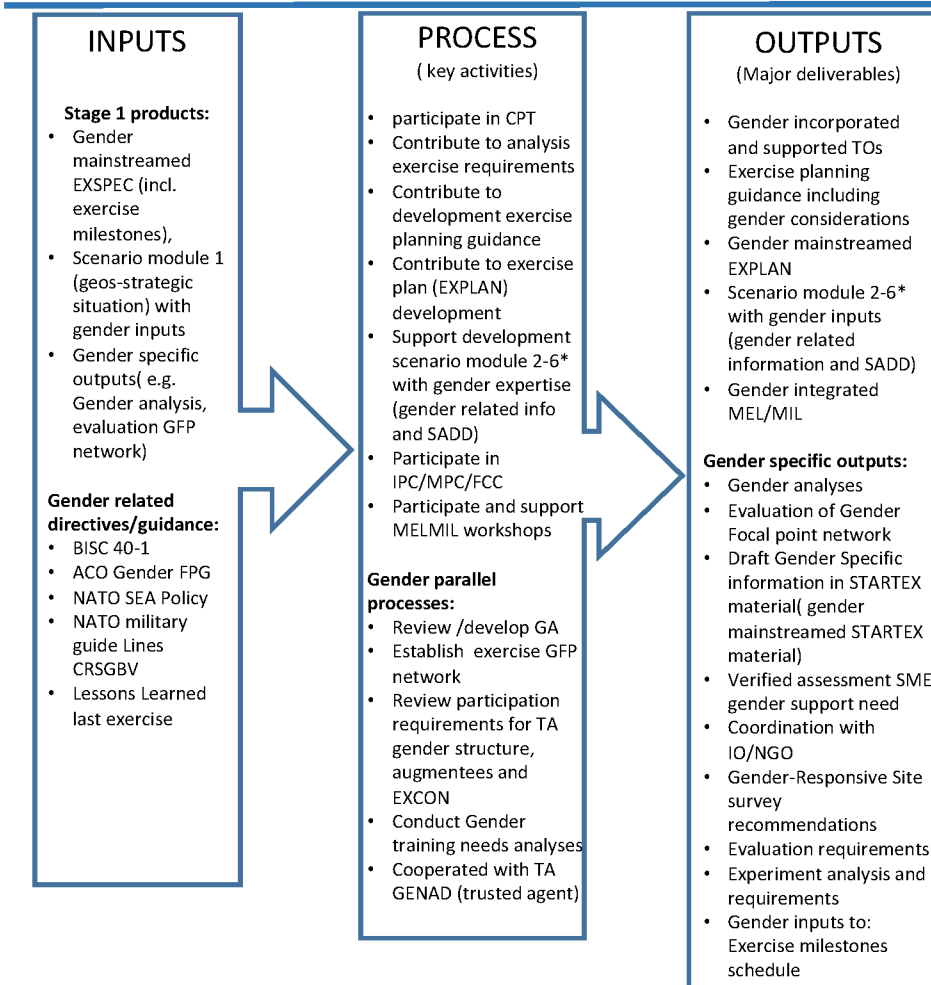 INPUTS
Stage 1 products:
• Gender
mainstreamed
EXSPEC (incl.
exercise
milestones),
• Scenario module 1
(geos-strategic
situation) with
gender inputs
• Gender specific
outputs( e.g.
Gender analysis,
evaluation GFP
network)
Gender related
directives/guidance:
• BISC 40-1
• ACO Gender FPG
• NATO SEA Policy
• NATO military
guide Lines
CRSGBV
• Lessons Learned
last exercise
PROCESS
( key activities)
• participate in CPT
• Contribute to analysis
exercise requirements
• Contribute to
development exercise
planning guidance
• Contribute to exercise
plan (EXPLAN)
development
• Support development
scenario module 2-6*
with gender expertise
(gender related info
and SADD)
• Participate in
IPC/MPC/FCC
• Participate and support
MELMIL workshops
Gender parallel
processes:
• Review /develop GA
• Establish exercise GFP
network
• Review participation
requirements for TA
gender structure,
augmentees and
EXCON
• Conduct Gender
training needs analyses
• Cooperated with TA
GENAD (trusted agent)
OUTPUTS
(Major deliverables)
• Gender incorporated
and supported TOs
• Exercise planning
guidance including
gender considerations
• Gender mainstreamed
EXPLAN
• Scenario module 2-6*
with gender inputs
(gender related
information and SADD)
• Gender integrated
MEL/MIL
Gender specific outputs:
• Gender analyses
• Evaluation of Gender
Focal point network
• Draft Gender Specific
information in STARTEX
material( gender
mainstreamed STARTEX
material)
• Verified assessment SME
gender support need
• Coordination with
IO/NGO
• Gender-Responsive Site
survey
recommendations
• Evaluation requirements
• Experiment analysis and
requirements
• Gender inputs to:
Exercise milestones
schedule